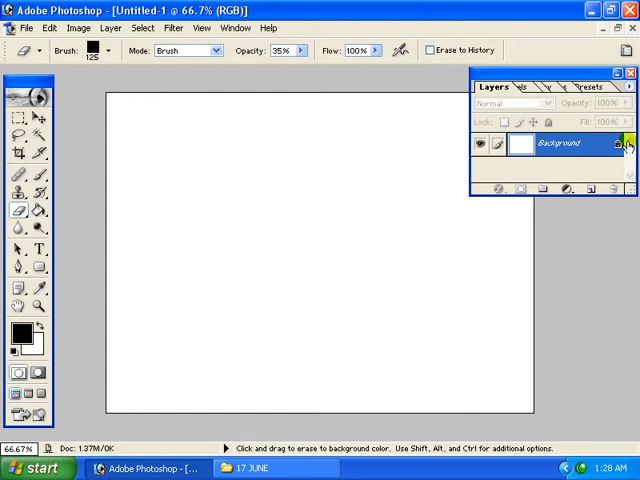 Adobe Photoshop - [Untitled-1 @ 66.7% (RGB)]
File Edit Image Layer Select Filter View Window Help
Brush: 125 Mode: Brush Opacity: 35% Flow: 100% Erase to History
Layers els y s Presets
Normal Opacity: 100%
Lock: Fill: 100%
Background
T
66.67% Doc: 1.37M/0K Click and drag to erase to background color. Use Shift, Alt, and Ctrl for additional options.
start Adobe Photoshop - [... 17 JUNE 1:28 AM